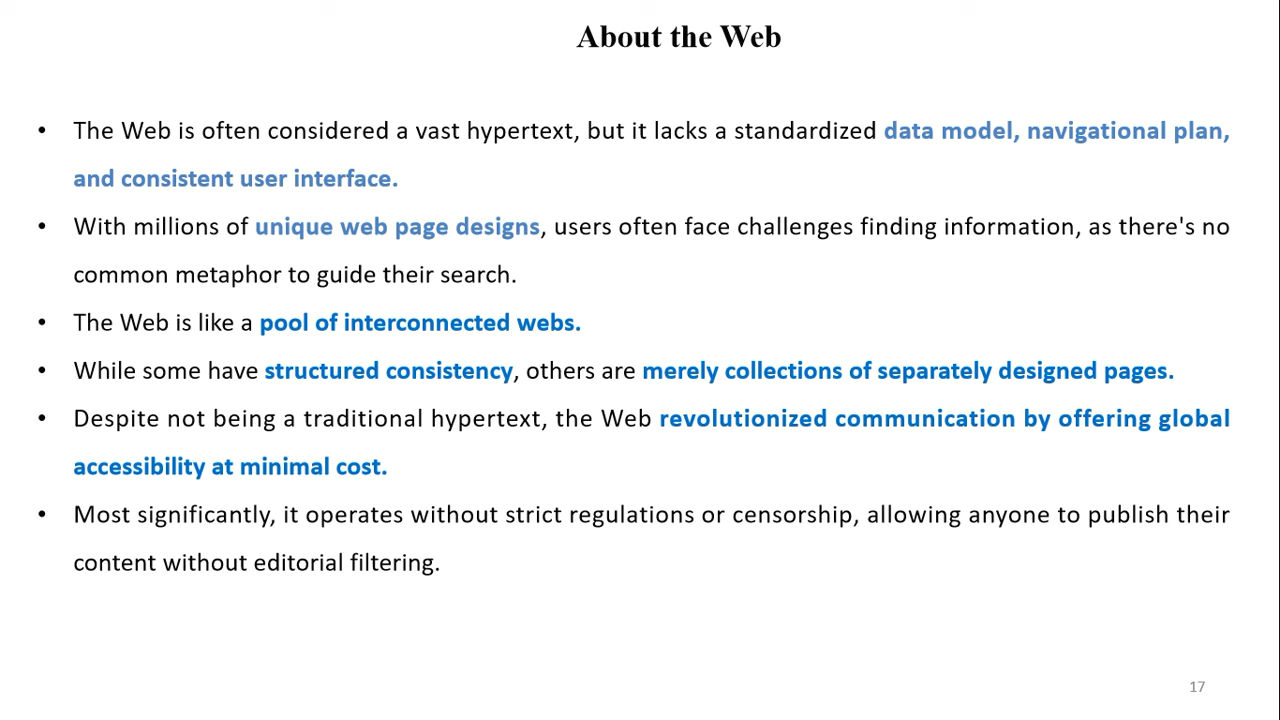 About the Web
• The Web is often considered a vast hypertext, but it lacks a standardized data model, navigational plan,
and consistent user interface.
• With millions of unique web page designs, users often face challenges finding information, as there's no
common metaphor to guide their search.
• The Web is like a pool of interconnected webs.
• While some have structured consistency, others are merely collections of separately designed pages.
• Despite not being a traditional hypertext, the Web revolutionized communication by offering global
accessibility at minimal cost.
• Most significantly, it operates without strict regulations or censorship, allowing anyone to publish their
content without editorial filtering.
17